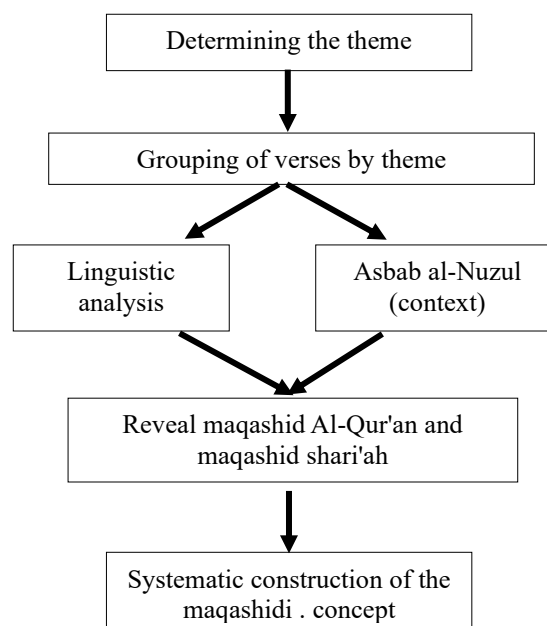 Determining the theme
Grouping of verses by theme
Linguistic
analysis
Asbab al-Nuzul
(context)
Reveal maqashid Al-Qur'an and
maqashid shari'ah
Systematic construction of the
maqashidi . concept